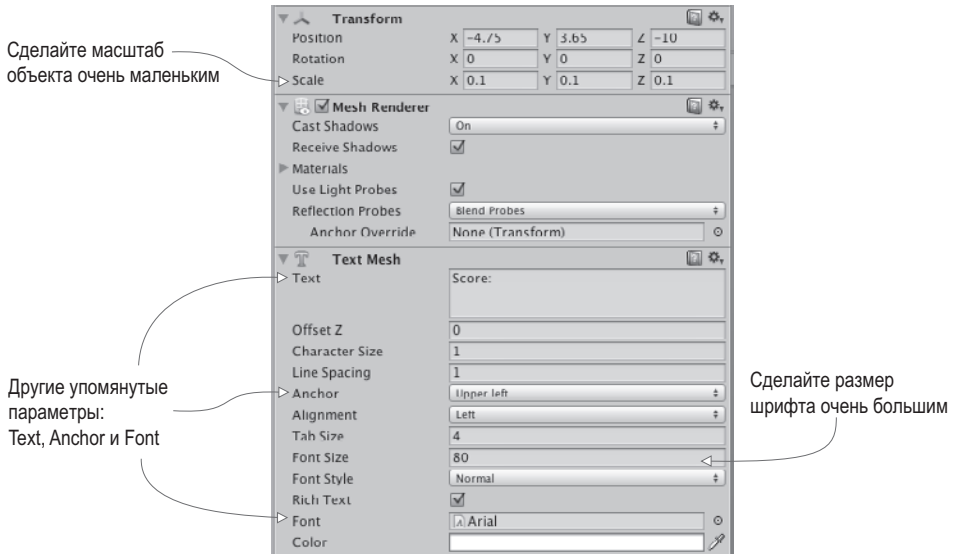 Transform
Position X -4.75 Y 3.65 Z -10
Rotation X 0 Y 0 Z 0
Scale X 0.1 Y 0.1 Z 0.1
Сделайте масштаб
объекта очень маленьким
Mesh Renderer
Cast Shadows On
Receive Shadows
Materials
Use Light Probes
Reflection Probes Blend Probes
Anchor Override None (Transform)
Text Mesh
Text Score:
Offset Z 0
Character Size 1
Line Spacing 1
Anchor Upper left
Alignment Left
Tab Size 4
Font Size 80
Font Style Normal
Rich Text
Font Arial
Color
Другие упомянутые
параметры:
Text, Anchor и Font
Сделайте размер
шрифта очень большим